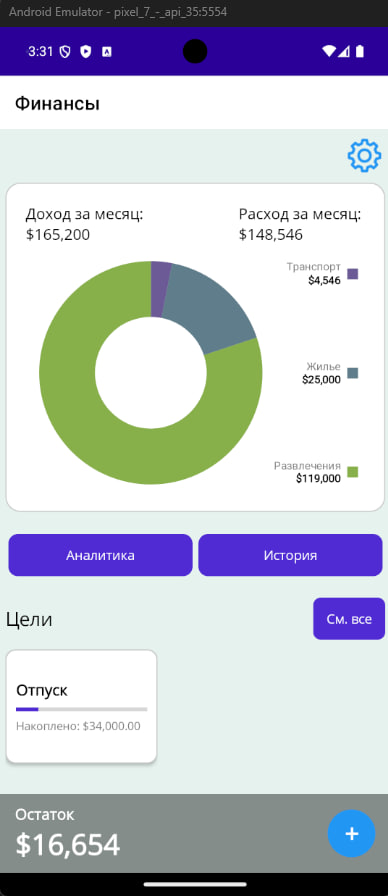 Android Emulator - pixel_7_-_api_35:5554
3:31
Финансы
Доход за месяц:
$165,200
Расход за месяц:
$148,546
Транспорт
$4,546
Жилье
$25,000
Развлечения
$119,000
Аналитика
История
Цели
См. все
Отпуск
Накоплено: $34,000.00
Остаток
$16,654
+